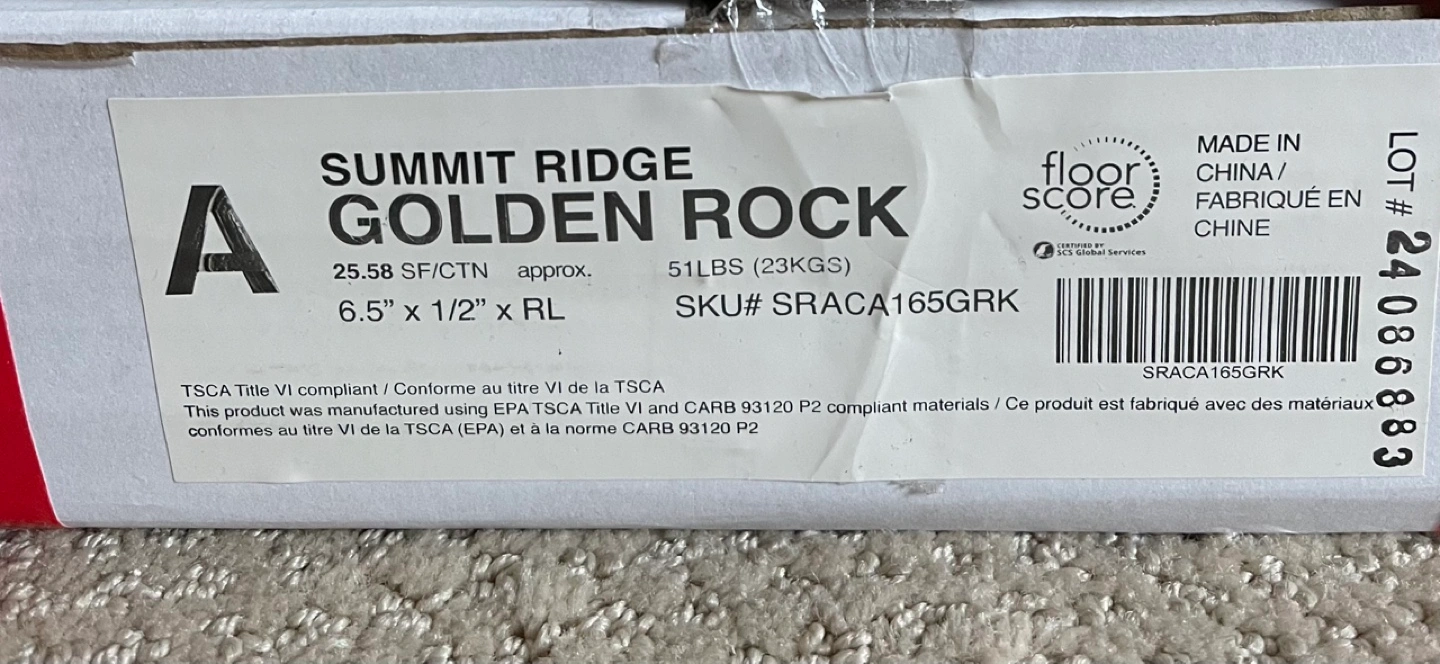 A
SUMMIT RIDGE
GOLDEN ROCK
25.58 SF/CTN approx. 51LBS (23KGS)
6.5” x 1/2” x RL SKU# SRACA165GRK
floor
score
CERTIFIED BY
SCS Global Services
MADE IN
CHINA /
FABRIQUÉ EN
CHINE
SRACA165GRK
LOT # 24086883
TSCA Title VI compliant / Conforme au titre VI de la TSCA
This product was manufactured using EPA TSCA Title VI and CARB 93120 P2 compliant materials / Ce produit est fabriqué avec des matériaux
conformes au titre VI de la TSCA (EPA) et à la norme CARB 93120 P2